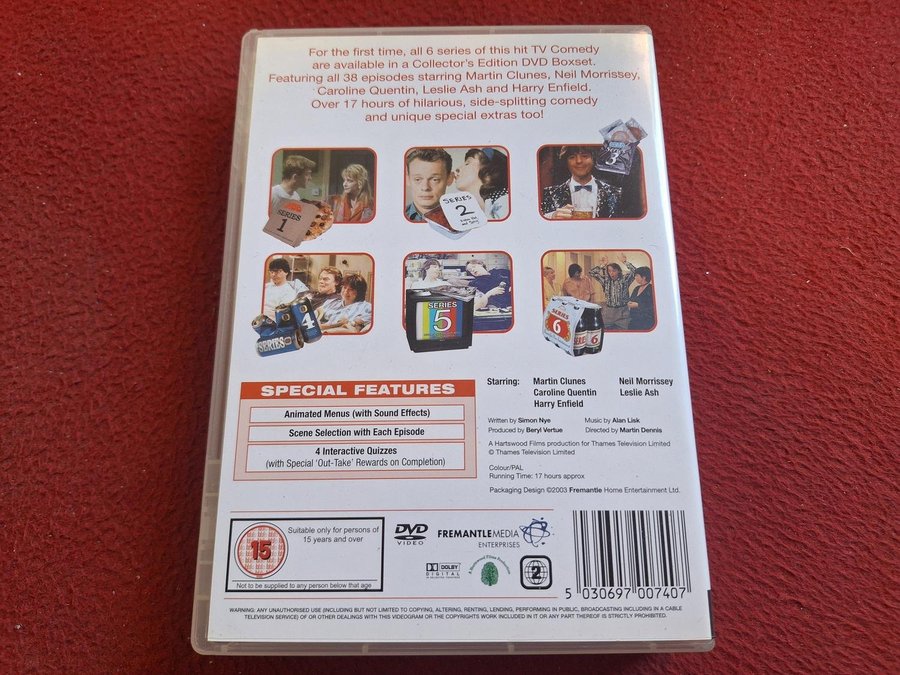 For the first time, all 6 series of this hit TV Comedy
are available in a Collector's Edition DVD Boxset.
Featuring all 38 episodes starring Martin Clunes, Neil Morrissey,
Caroline Quentin, Leslie Ash and Harry Enfield.
Over 17 hours of hilarious, side-splitting comedy
and unique special extras too!
SERIES
1
SERIES
2
3
SERIES 4
SERIES
5
SERIES
6
SPECIAL FEATURES
Animated Menus (with Sound Effects)
Scene Selection with Each Episode
4 Interactive Quizzes
(with Special 'Out-Take' Rewards on Completion)
Starring: Martin Clunes Neil Morrissey
Caroline Quentin Leslie Ash
Harry Enfield
Written by Simon Nye Music by Alan Lisk
Produced by Beryl Vertue Directed by Martin Dennis
A Hartswood Films production for Thames Television Limited
© Thames Television Limited
Colour/PAL
Running Time: 17 hours approx
Packaging Design ©2003 Fremantle Home Entertainment Ltd.
15
Suitable only for persons of
15 years and over
Not to be supplied to any person below that age
DVD
VIDEO
FREMANTLEMEDIA
ENTERPRISES
DOLBY
DIGITAL
A Hartswood Films Production
2
5 030697 007407
WARNING: ANY UNAUTHORISED USE (INCLUDING BUT NOT LIMITED TO COPYING, ALTERING, RENTING, LENDING, PERFORMING IN PUBLIC, BROADCASTING INCLUDING IN A CABLE
TELEVISION SERVICE) OF OR OTHER DEALINGS WITH THIS VIDEOGRAM OR THE COPYRIGHTS WORK INCLUDED IN IT OR ANY PART THEREOF IS STRICTLY PROHIBITED.